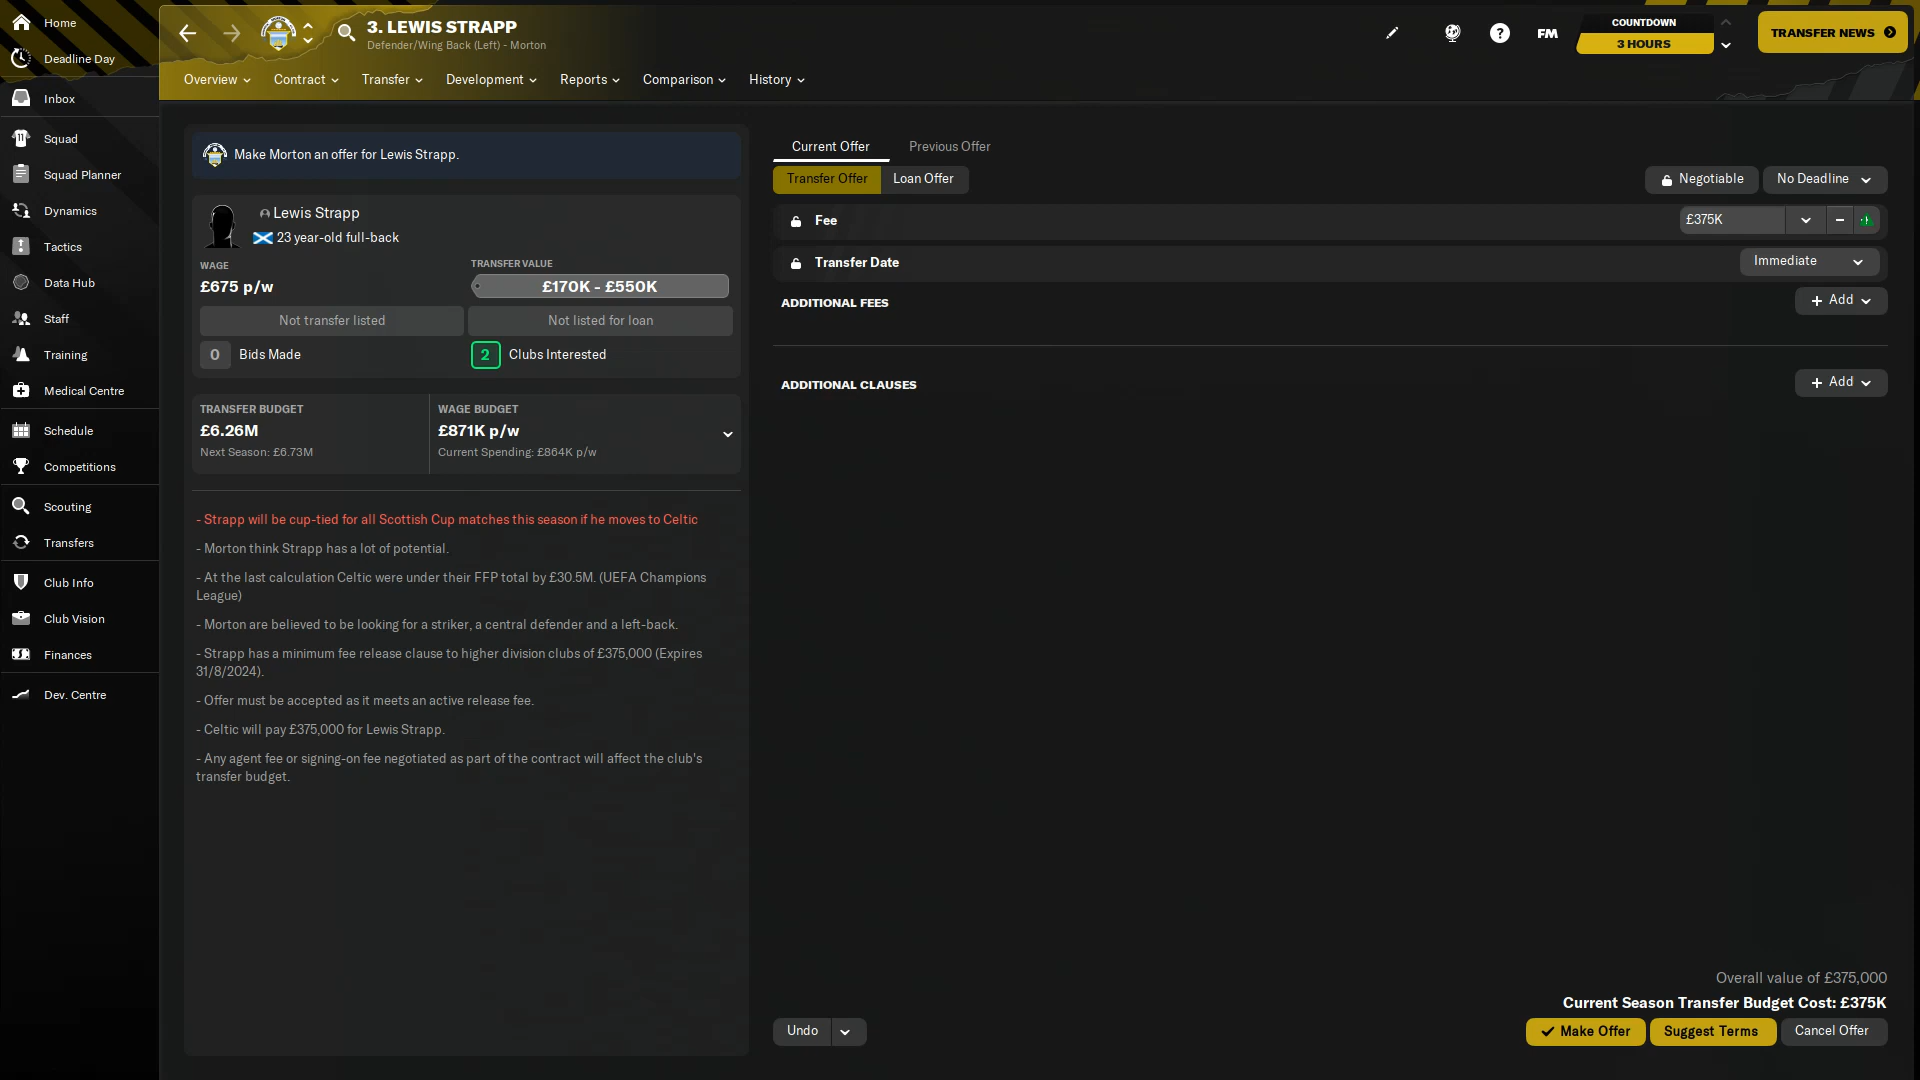 Home
Deadline Day
Inbox
Squad
Squad Planner
Dynamics
Tactics
Data Hub
Staff
Training
Medical Centre
Schedule
Competitions
Scouting
Transfers
Club Info
Club Vision
Finances
Dev. Centre
3. LEWIS STRAPP
Defender/Wing Back (Left) - Morton
FM
COUNTDOWN
3 HOURS
TRANSFER NEWS
Overview
Contract
Transfer
Development
Reports
Comparison
History
Make Morton an offer for Lewis Strapp.
Lewis Strapp
23 year-old full-back
WAGE
£675 p/w
TRANSFER VALUE
£170K - £550K
Not transfer listed
Not listed for loan
0 Bids Made
2 Clubs Interested
TRANSFER BUDGET
£6.26M
Next Season: £6.73M
WAGE BUDGET
£871K p/w
Current Spending: £864K p/w
- Strapp will be cup-tied for all Scottish Cup matches this season if he moves to Celtic
- Morton think Strapp has a lot of potential.
- At the last calculation Celtic were under their FFP total by £30.5M. (UEFA Champions
League)
- Morton are believed to be looking for a striker, a central defender and a left-back.
- Strapp has a minimum fee release clause to higher division clubs of £375,000 (Expires
31/8/2024).
- Offer must be accepted as it meets an active release fee.
- Celtic will pay £375,000 for Lewis Strapp.
- Any agent fee or signing-on fee negotiated as part of the contract will affect the club's
transfer budget.
Current Offer
Previous Offer
Transfer Offer
Loan Offer
Negotiable
No Deadline
Fee
£375K
Transfer Date
Immediate
ADDITIONAL FEES
Add
ADDITIONAL CLAUSES
Add
Overall value of £375,000
Current Season Transfer Budget Cost: £375K
Undo
Make Offer
Suggest Terms
Cancel Offer